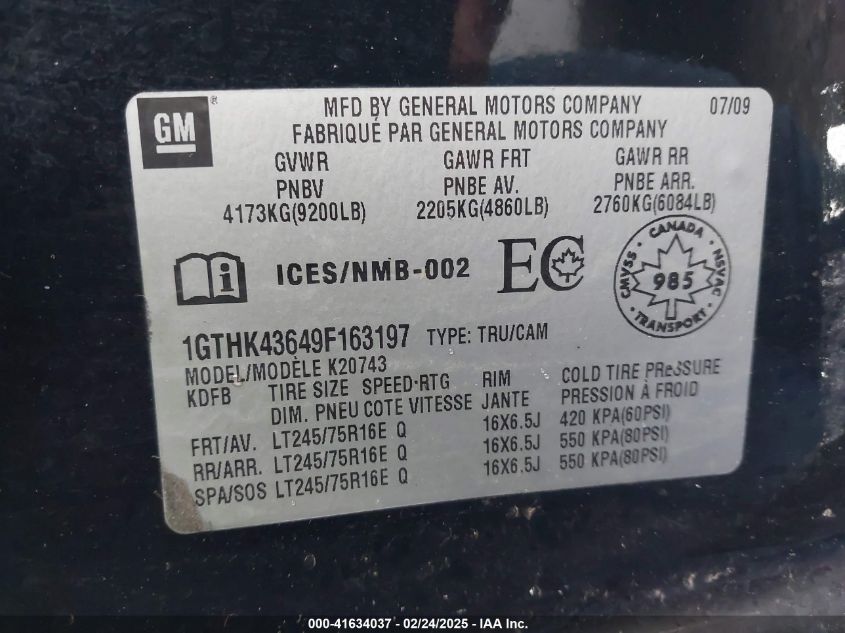 GM
MFD BY GENERAL MOTORS COMPANY 07/09
FABRIQUÉ PAR GENERAL MOTORS COMPANY
GVWR GAWR FRT GAWR RR
PNBV PNBE AV. PNBE ARR.
4173KG(9200LB) 2205KG(4860LB) 2760KG(6084LB)
i ICES/NMB-002 EC
CANADA
CMVSS 985 NSVAC
TRANSPORT
1GTHK43649F163197 TYPE: TRU/CAM
MODEL/MODÈLE K20743
KDFB TIRE SIZE SPEED-RTG RIM COLD TIRE PReSSURE
DIM. PNEU COTE VITESSE JANTE PRESSION À FROID
FRT/AV. LT245/75R16E Q 16X6.5J 420 KPA(60PSI)
RR/ARR. LT245/75R16E Q 16X6.5J 550 KPA(80PSI)
SPA/SOS LT245/75R16E Q 16X6.5J 550 KPA(80PSI)
000-41634037 - 02/24/2025 - IAA Inc.